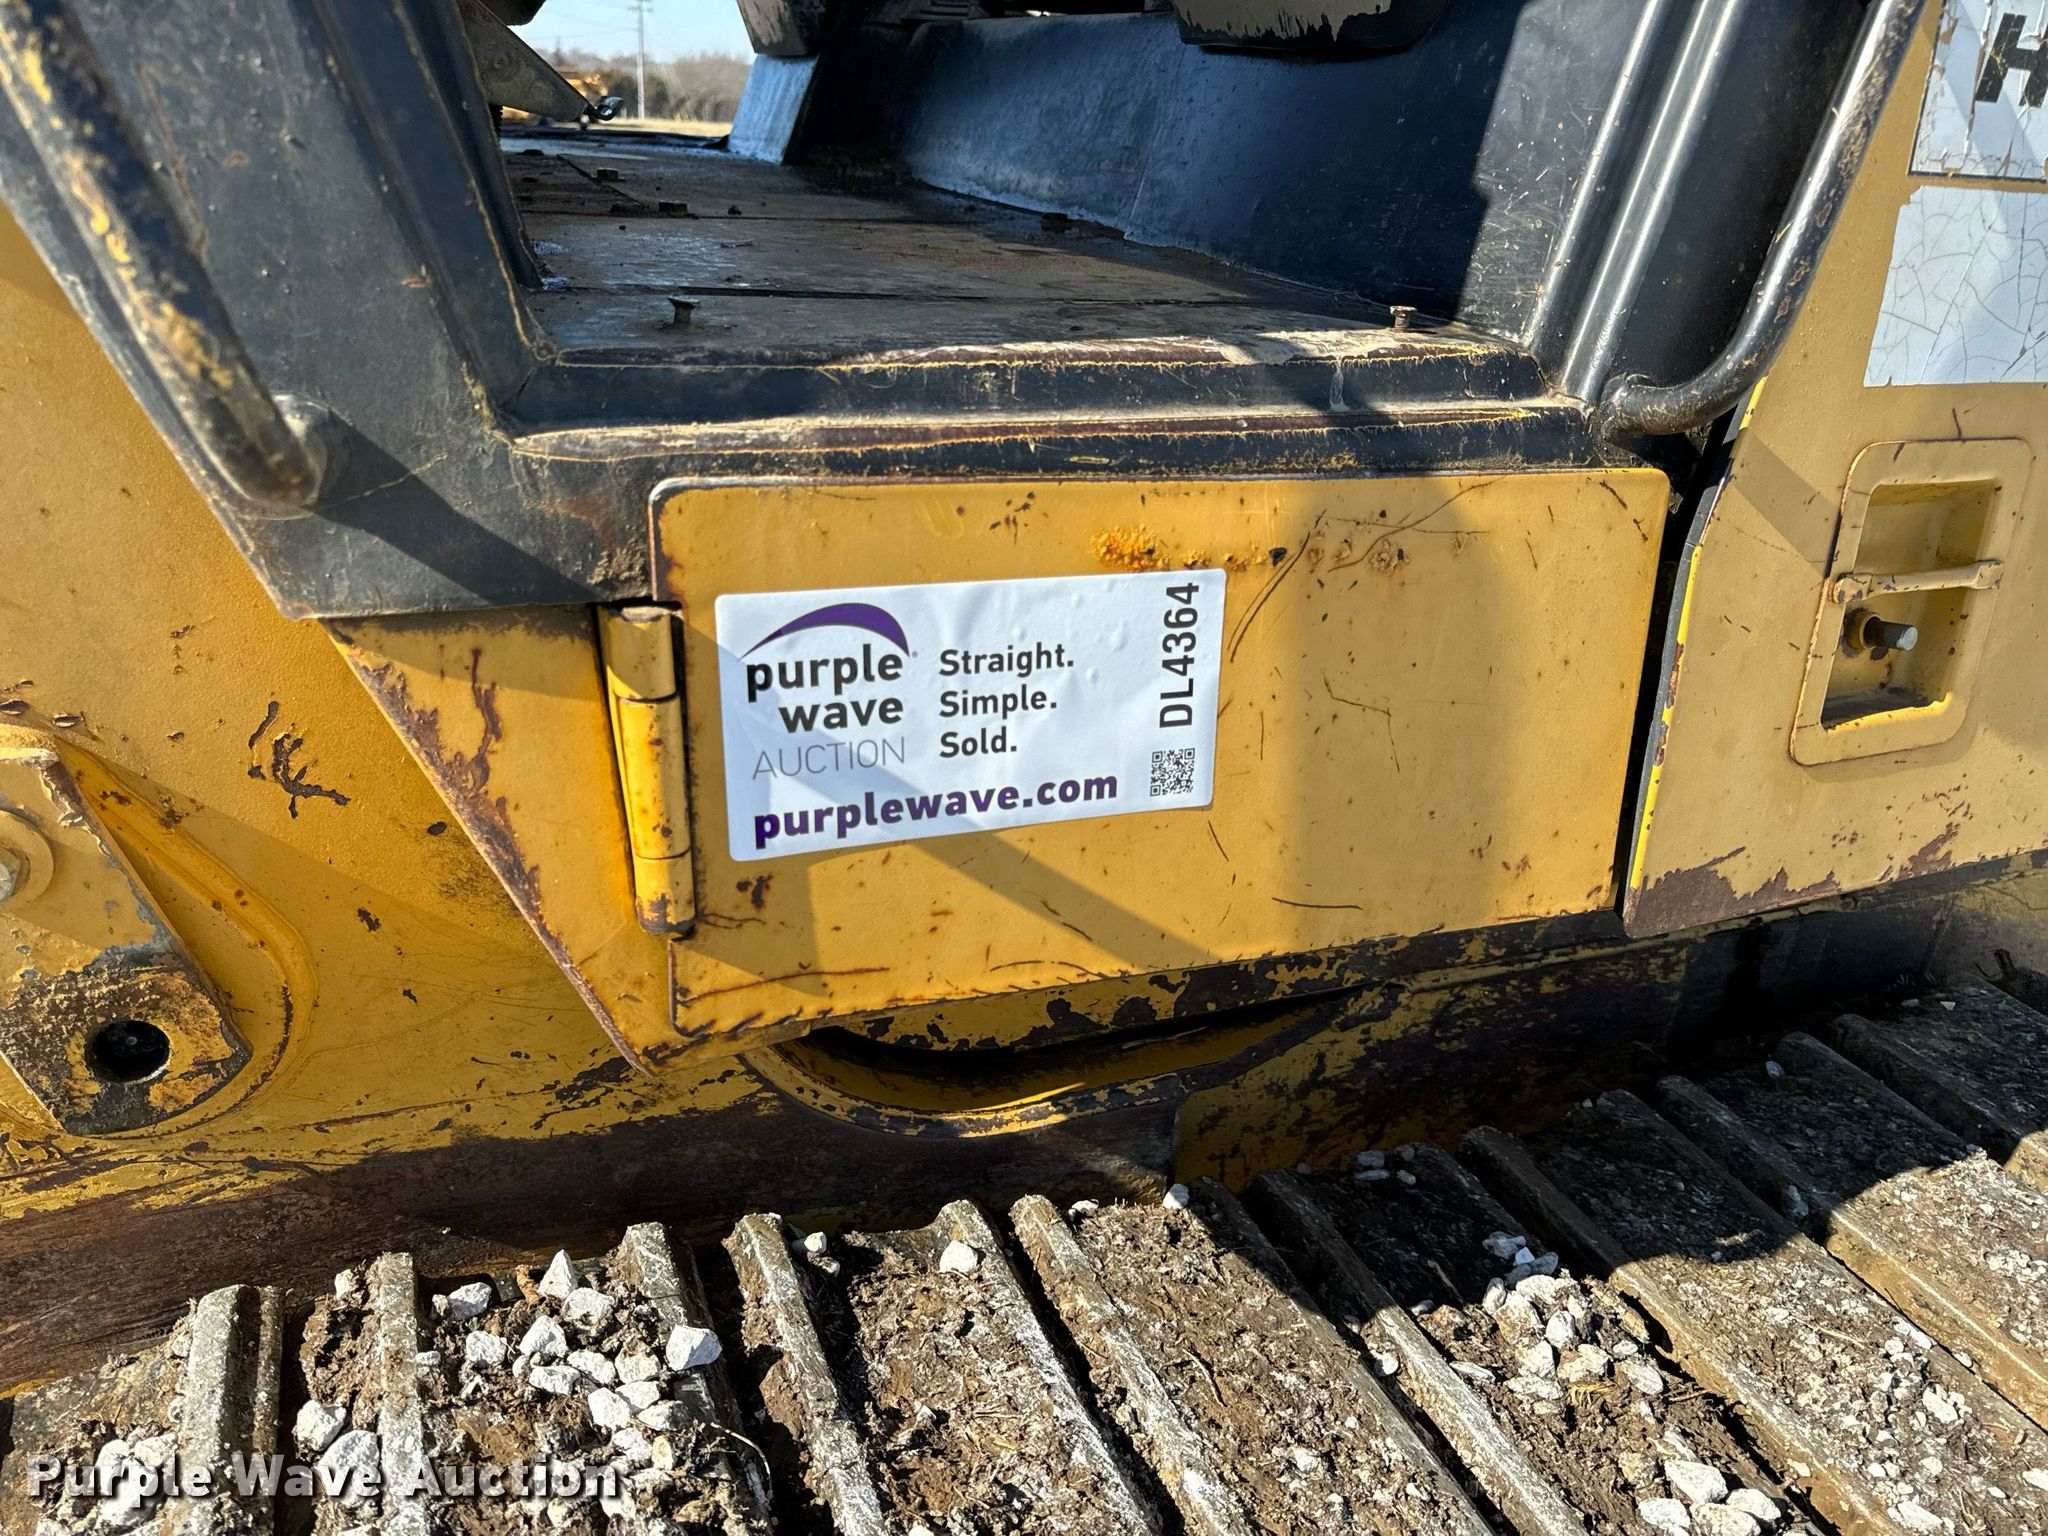 H
purple
wave
AUCTION
Straight.
Simple.
Sold.
purplewave.com
DL4364
Purple Wave Auction